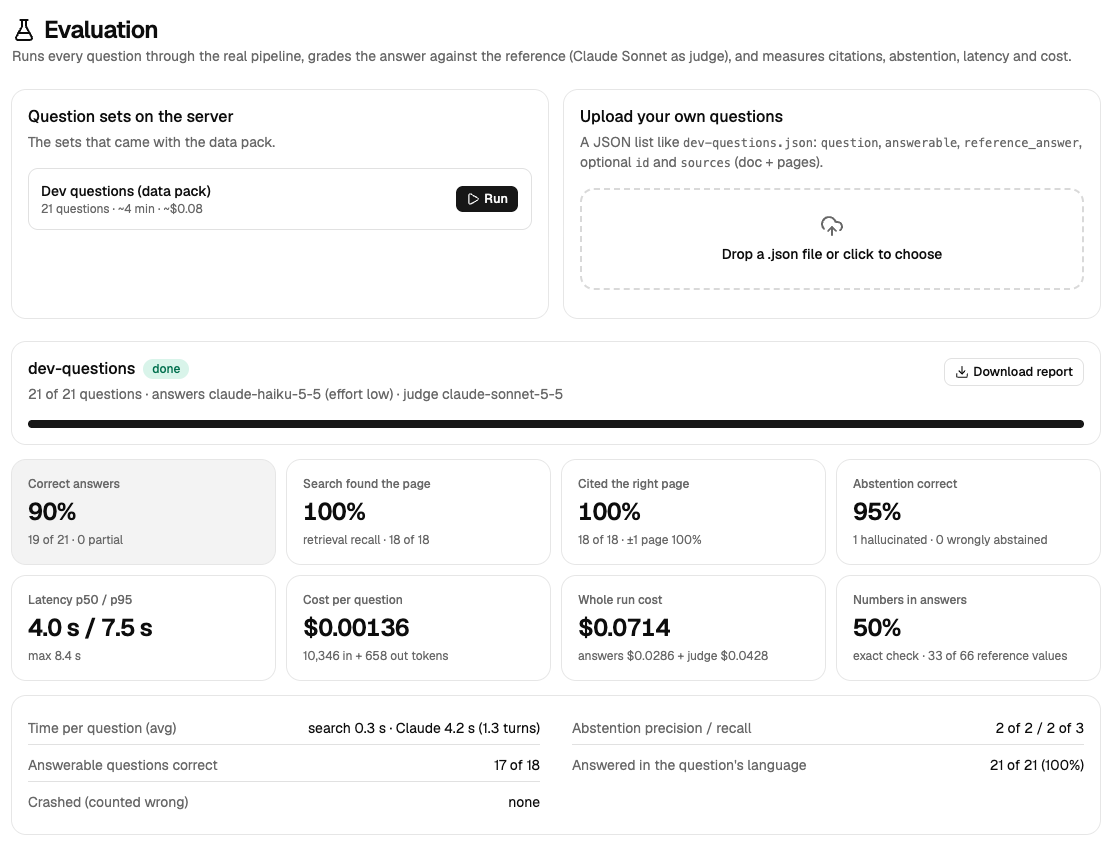 Evaluation
Runs every question through the real pipeline, grades the answer against the reference (Claude Sonnet as judge), and measures citations, abstention, latency and cost.
Question sets on the server
The sets that came with the data pack.
Dev questions (data pack)
21 questions · ~4 min · ~$0.08
Run
Upload your own questions
A JSON list like dev-questions.json: question, answerable, reference_answer,
optional id and sources (doc + pages).
Drop a .json file or click to choose
dev-questions done
Download report
21 of 21 questions · answers claude-haiku-5-5 (effort low) · judge claude-sonnet-5-5
Correct answers
90%
19 of 21 · 0 partial
Search found the page
100%
retrieval recall · 18 of 18
Cited the right page
100%
18 of 18 · ±1 page 100%
Abstention correct
95%
1 hallucinated · 0 wrongly abstained
Latency p50 / p95
4.0 s / 7.5 s
max 8.4 s
Cost per question
$0.00136
10,346 in + 658 out tokens
Whole run cost
$0.0714
answers $0.0286 + judge $0.0428
Numbers in answers
50%
exact check · 33 of 66 reference values
Time per question (avg) search 0.3 s · Claude 4.2 s (1.3 turns)
Answerable questions correct 17 of 18
Crashed (counted wrong) none
Abstention precision / recall 2 of 2 / 2 of 3
Answered in the question's language 21 of 21 (100%)